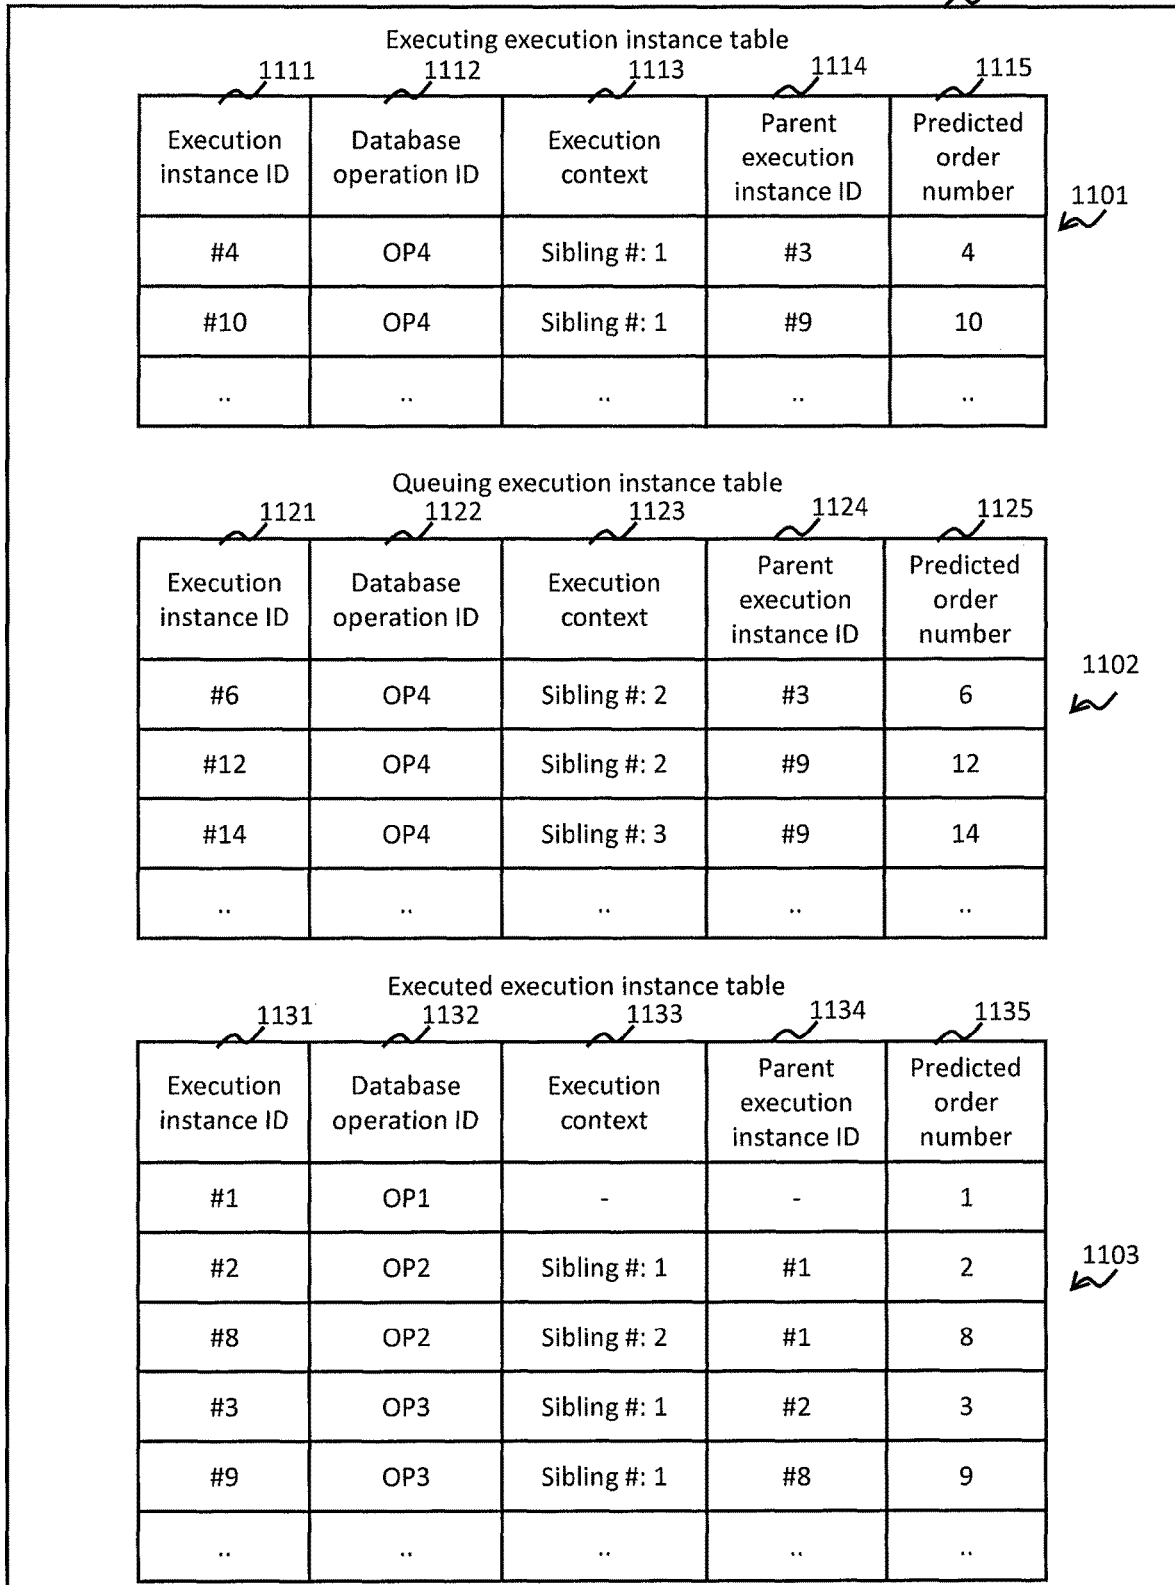 Executing execution instance table
1111 1112 1113 1114 1115
Execution instance ID Database operation ID Execution context Parent execution instance ID Predicted order number
1101
#4 OP4 Sibling #: 1 #3 4
#10 OP4 Sibling #: 1 #9 10
.. .. .. .. ..
Queuing execution instance table
1121 1122 1123 1124 1125
Execution instance ID Database operation ID Execution context Parent execution instance ID Predicted order number
1102
#6 OP4 Sibling #: 2 #3 6
#12 OP4 Sibling #: 2 #9 12
#14 OP4 Sibling #: 3 #9 14
.. .. .. .. ..
Executed execution instance table
1131 1132 1133 1134 1135
Execution instance ID Database operation ID Execution context Parent execution instance ID Predicted order number
#1 OP1 - - 1
1103
#2 OP2 Sibling #: 1 #1 2
#8 OP2 Sibling #: 2 #1 8
#3 OP3 Sibling #: 1 #2 3
#9 OP3 Sibling #: 1 #8 9
.. .. .. .. ..